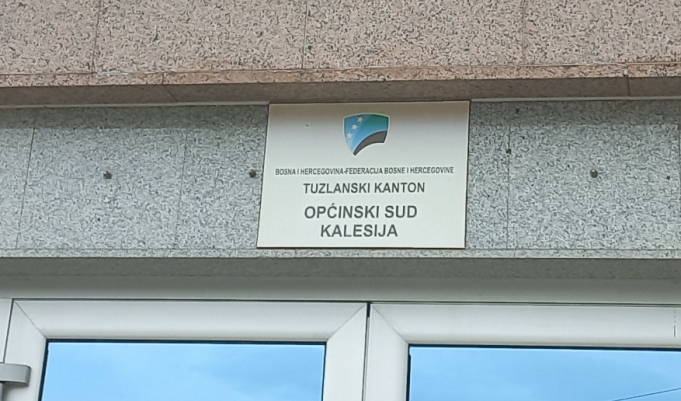 BOSNA I HERCEGOVINA-FEDERACIJA BOSNE I HERCEGOVINE
TUZLANSKI KANTON
OPĆINSKI SUD
KALESIJA